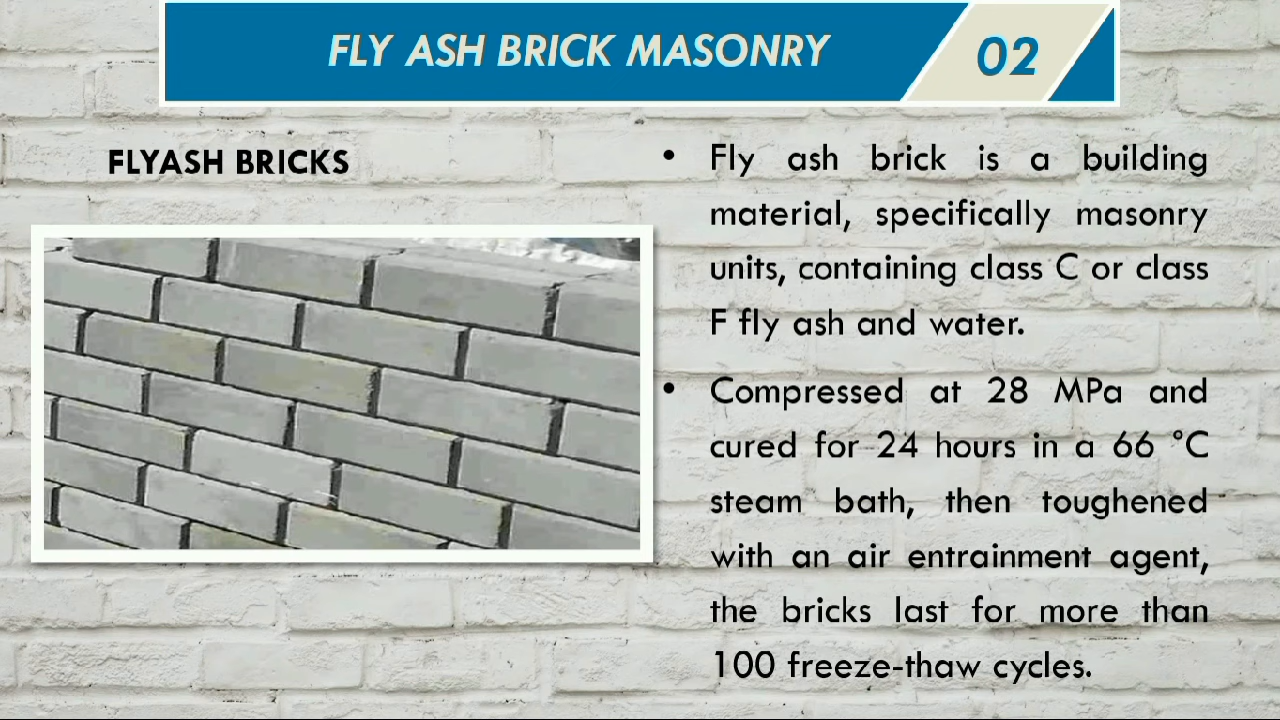 FLY ASH BRICK MASONRY
02
FLYASH BRICKS
• Fly ash brick is a building
material, specifically masonry
units, containing class C or class
F fly ash and water.
• Compressed at 28 MPa and
cured for 24 hours in a 66 °C
steam bath, then toughened
with an air entrainment agent,
the bricks last for more than
100 freeze-thaw cycles.